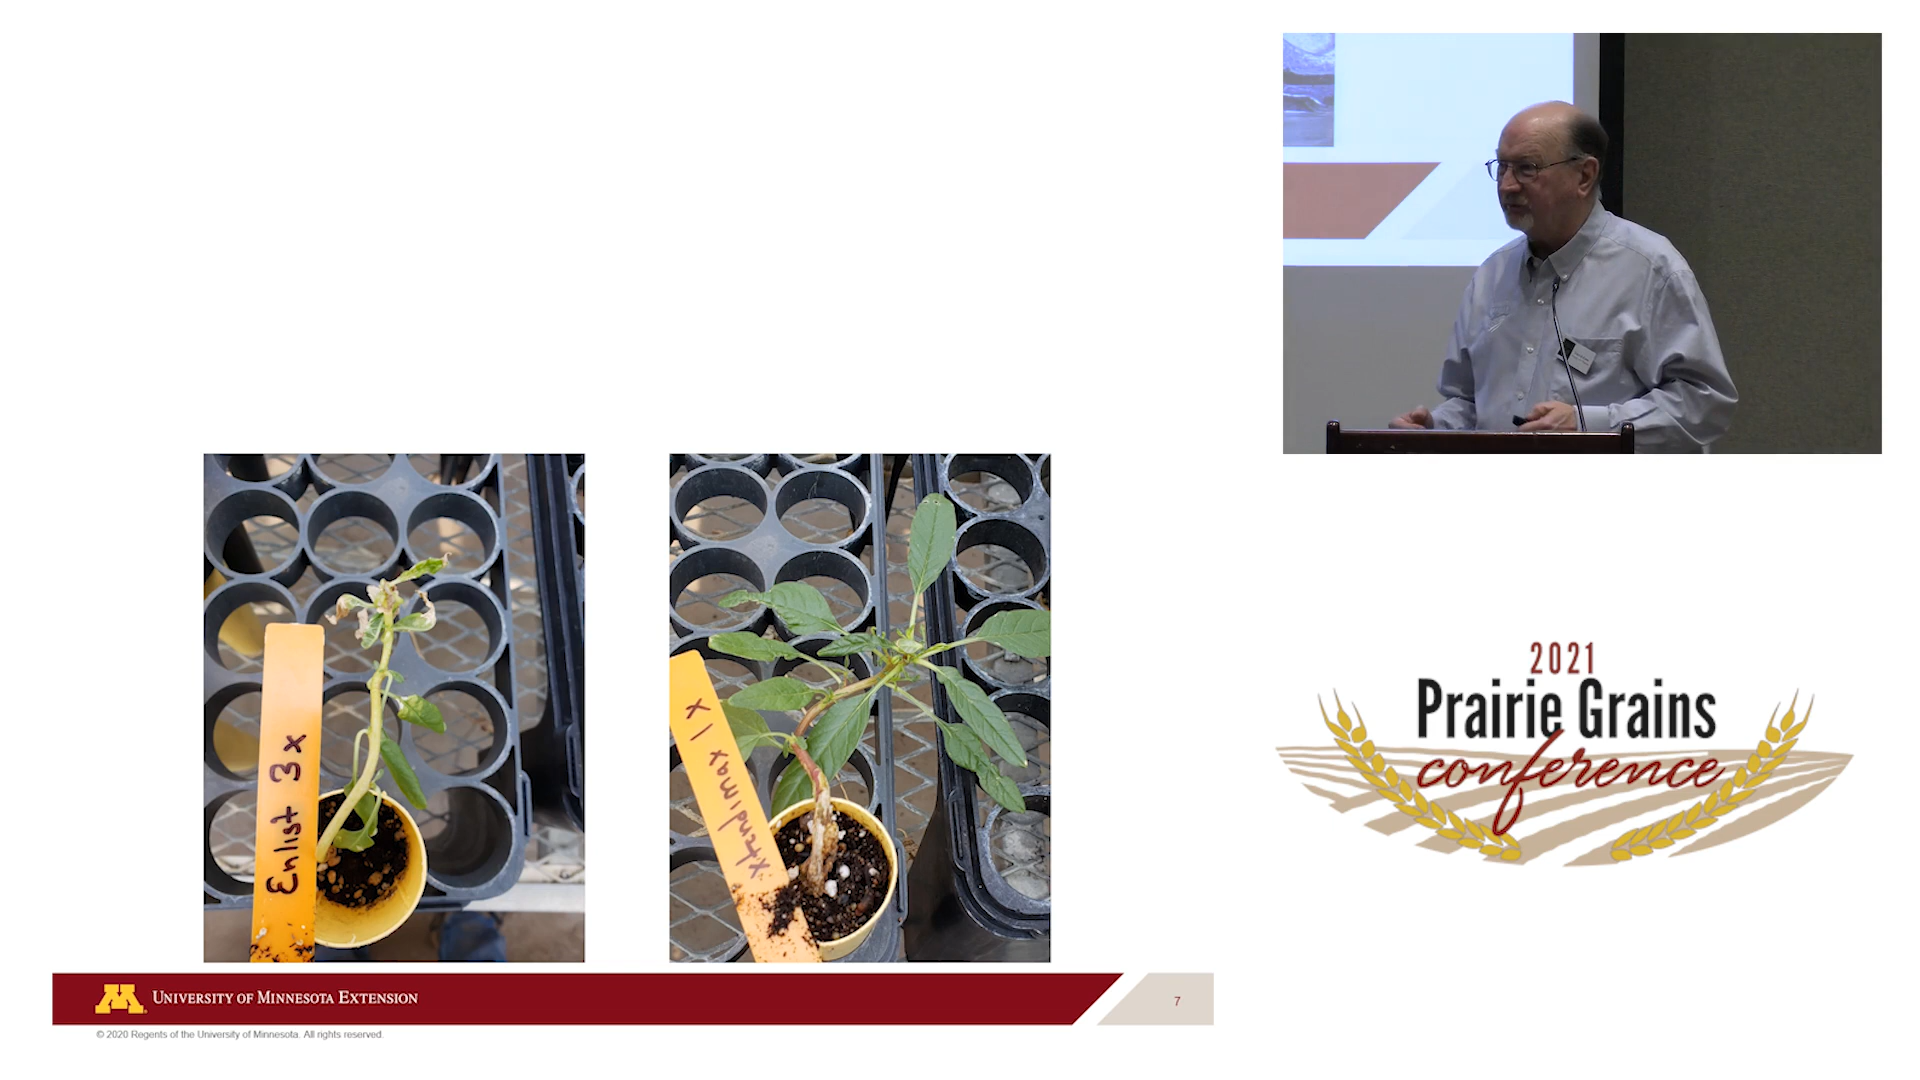 Enlist 3x
Xtendimax 1x
UNIVERSITY OF MINNESOTA EXTENSION
7
© 2020 Regents of the University of Minnesota. All rights reserved.
2021
Prairie Grains
conference